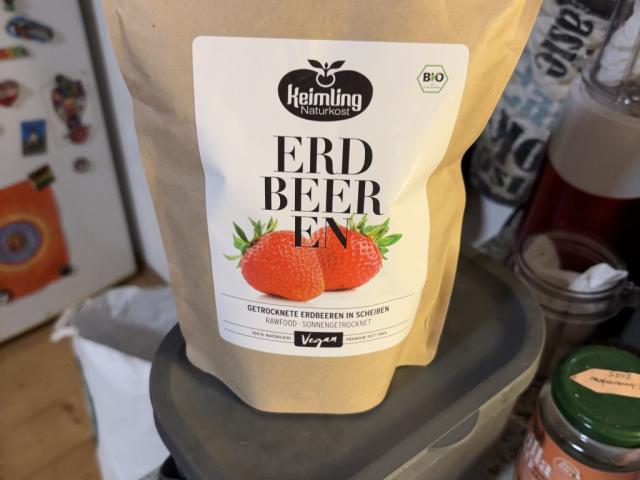 Keimling
Naturkost
BIO
ERD
BEER
EN
GETROCKNETE ERDBEEREN IN SCHEIBEN
RAWFOOD · SONNENGETROCKNET
100% NATÜRLICH! Vegan PREMIUM SEIT 1984